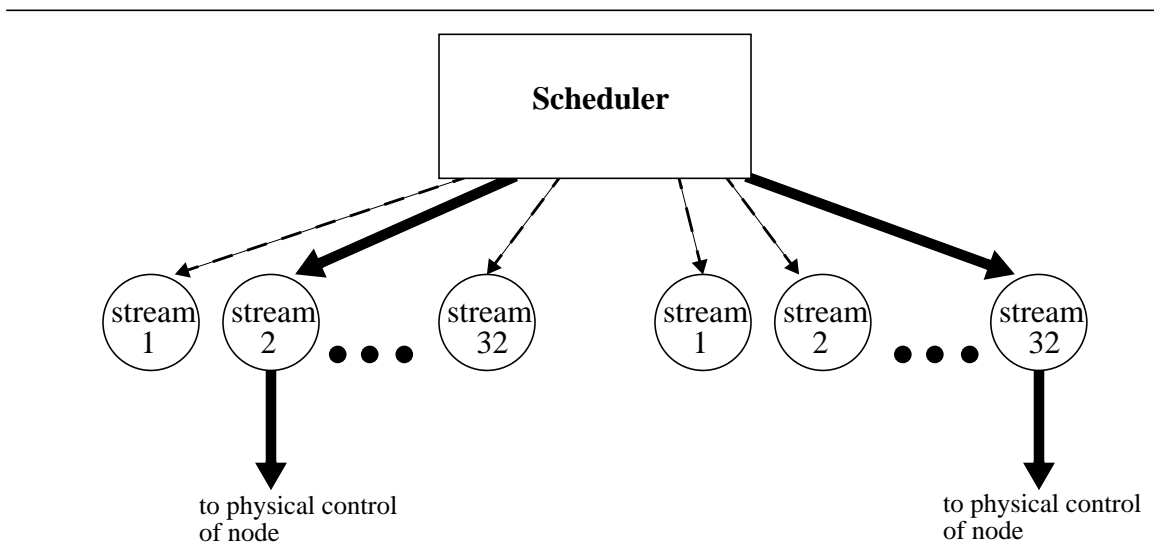 Scheduler
stream
1
stream
2
stream
32
stream
1
stream
2
stream
32
to physical control
of node
to physical control
of node